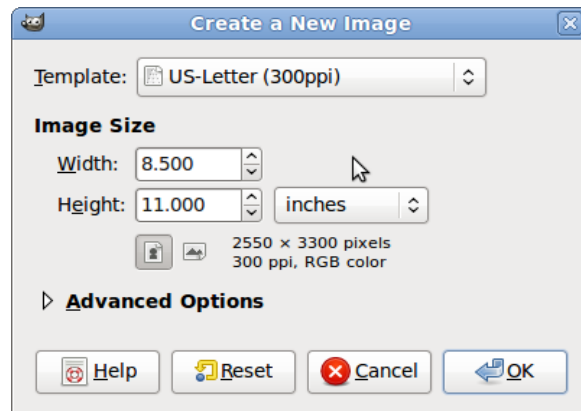 Create a New Image
Template: US-Letter (300ppi)
Image Size
Width: 8.500
Height: 11.000 inches
2550 × 3300 pixels
300 ppi, RGB color
Advanced Options
Help Reset Cancel OK